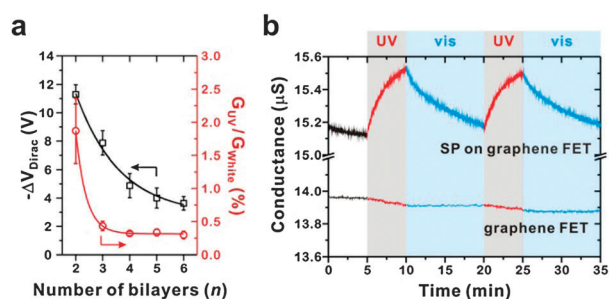 a
-ΔV_Dirac (V)
14
12
10
8
6
4
2
0
3.0
2.5
2.0
1.5
1.0
0.5
0.0
G_UV / G_White (%)
2 3 4 5 6
Number of bilayers (n)
b
UV vis UV vis
Conductance (μS)
15.6
15.4
15.2
15.0
14.0
13.8
13.6
SP on graphene FET
graphene FET
0 5 10 15 20 25 30 35
Time (min)